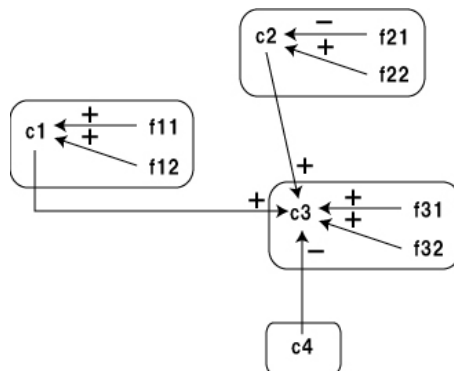 c2
−
f21
+
f22
c1
+
f11
+
f12
+
+
c3
+
f31
+
f32
−
c4